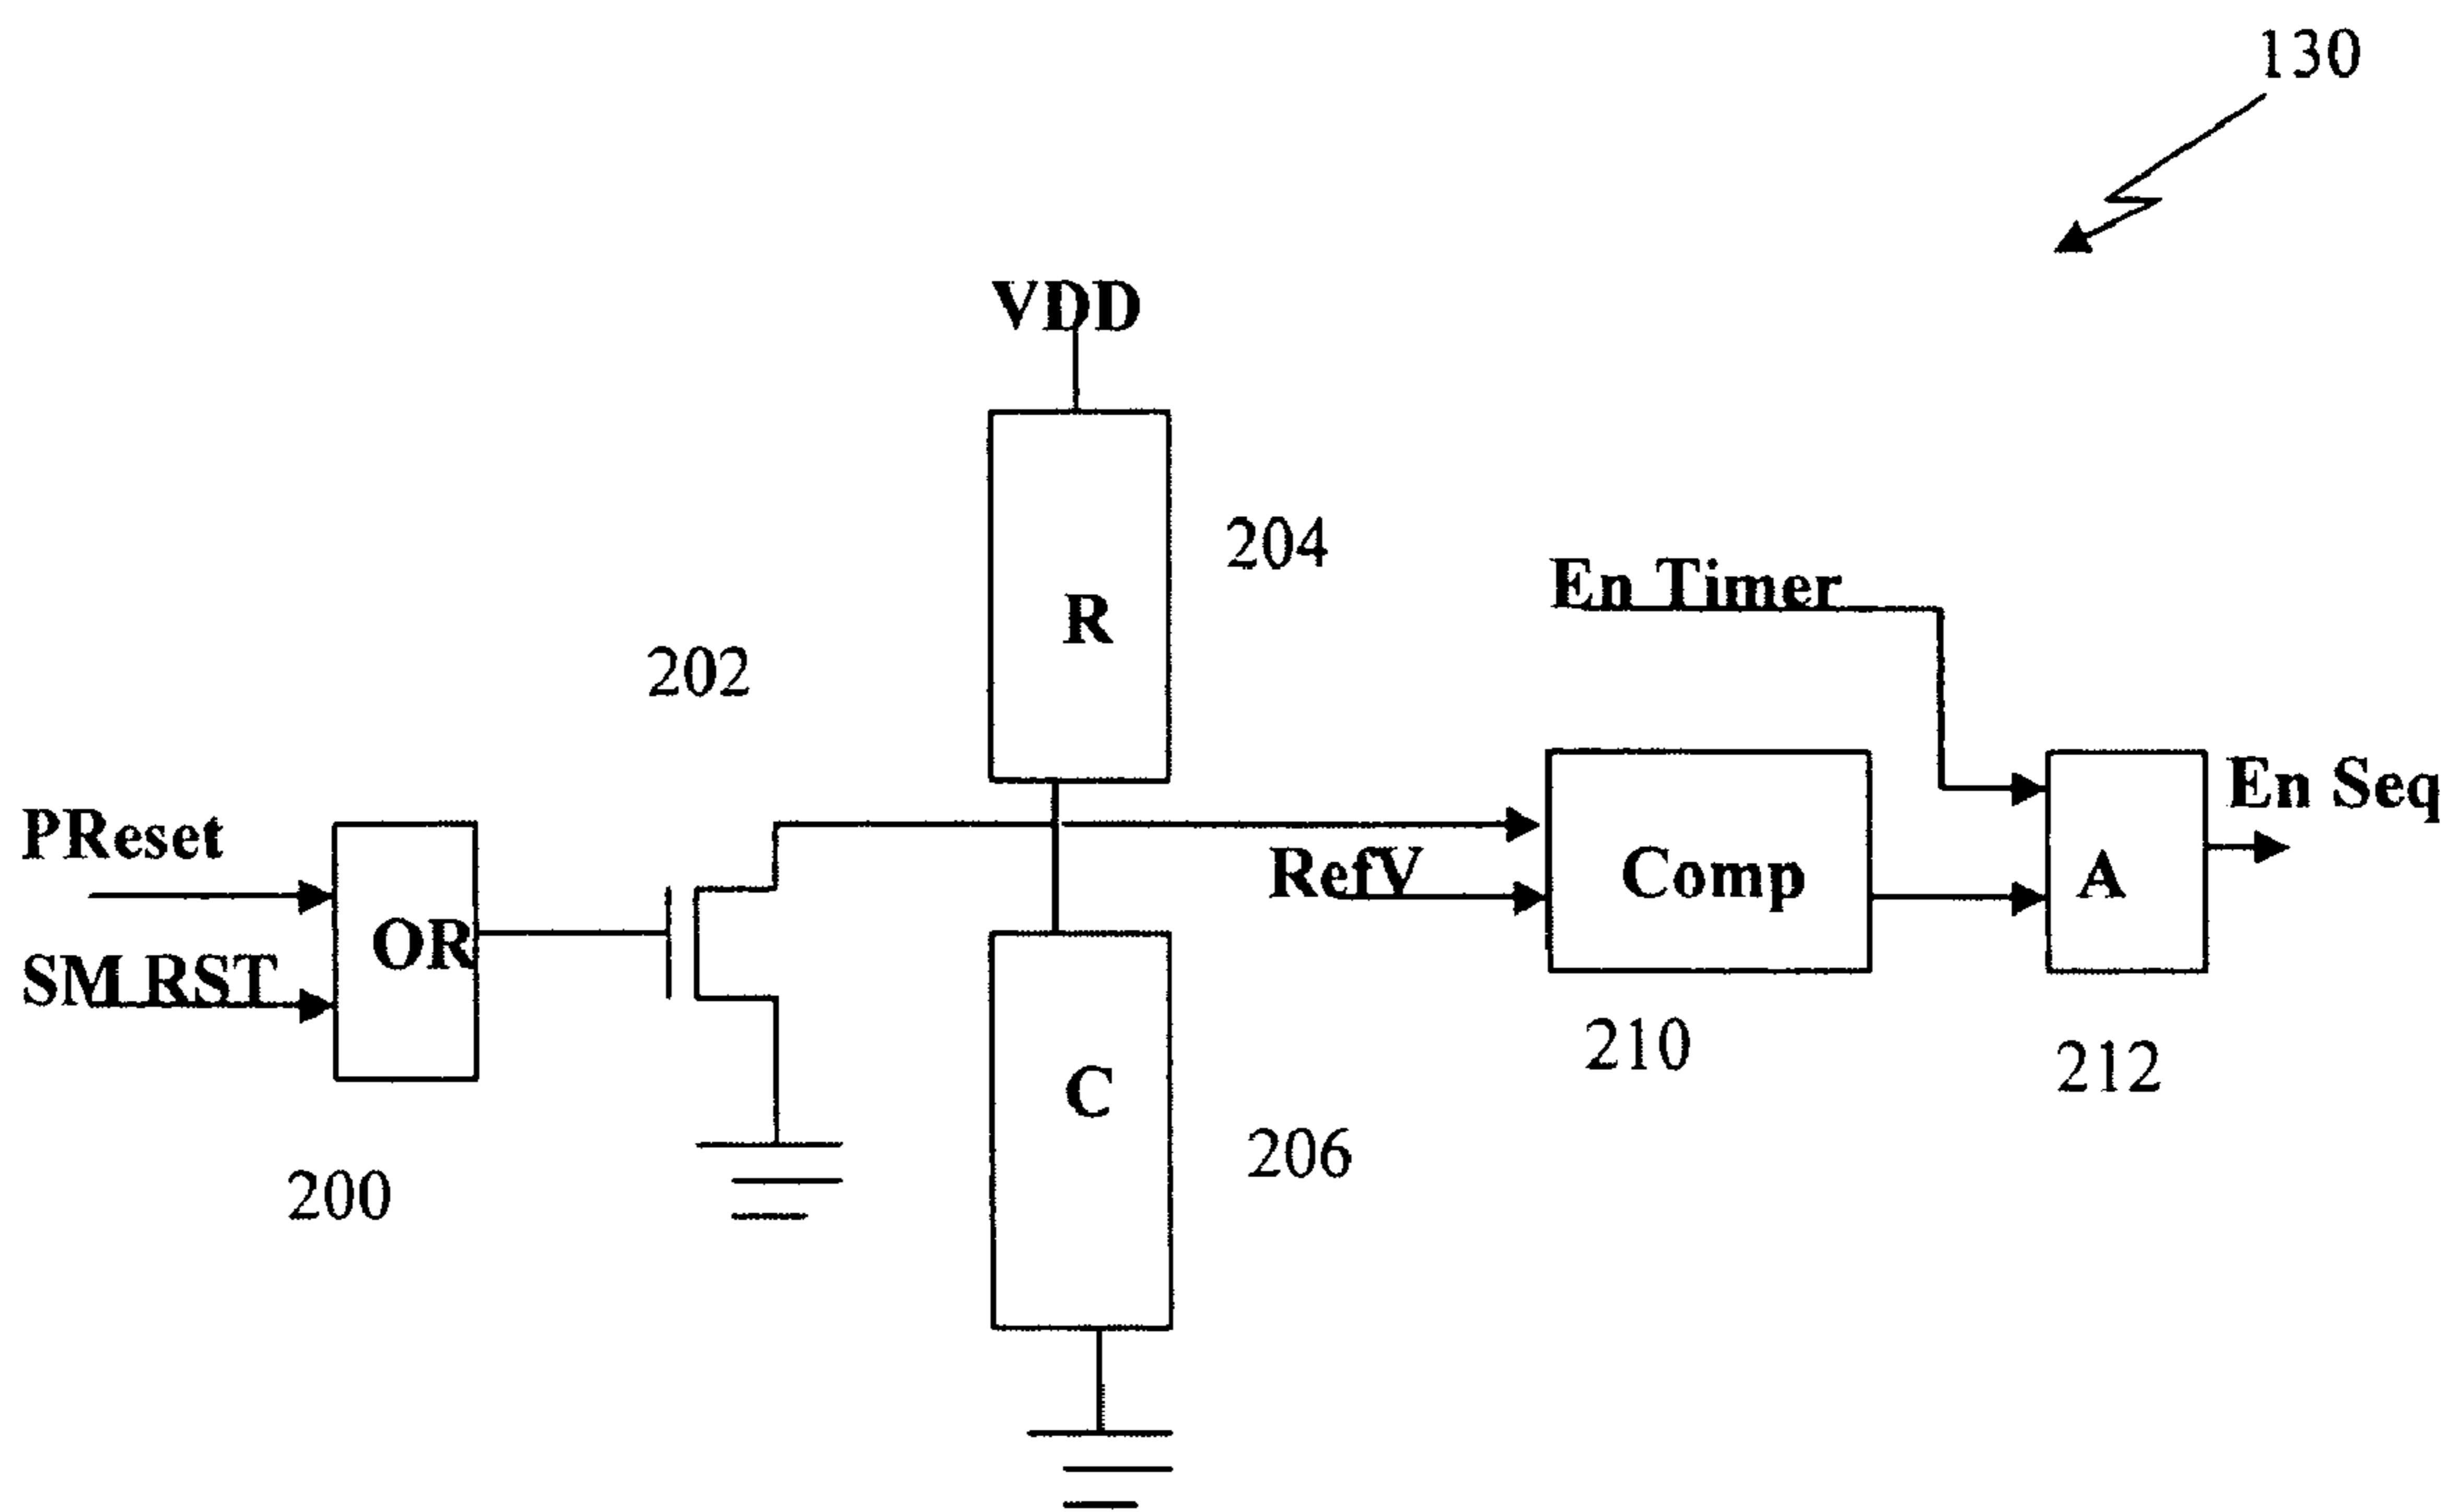 130
VDD
204
R
En Timer
202
PReset
En Seq
RefV
Comp
A
OR
SM RST
210
212
C
206
200